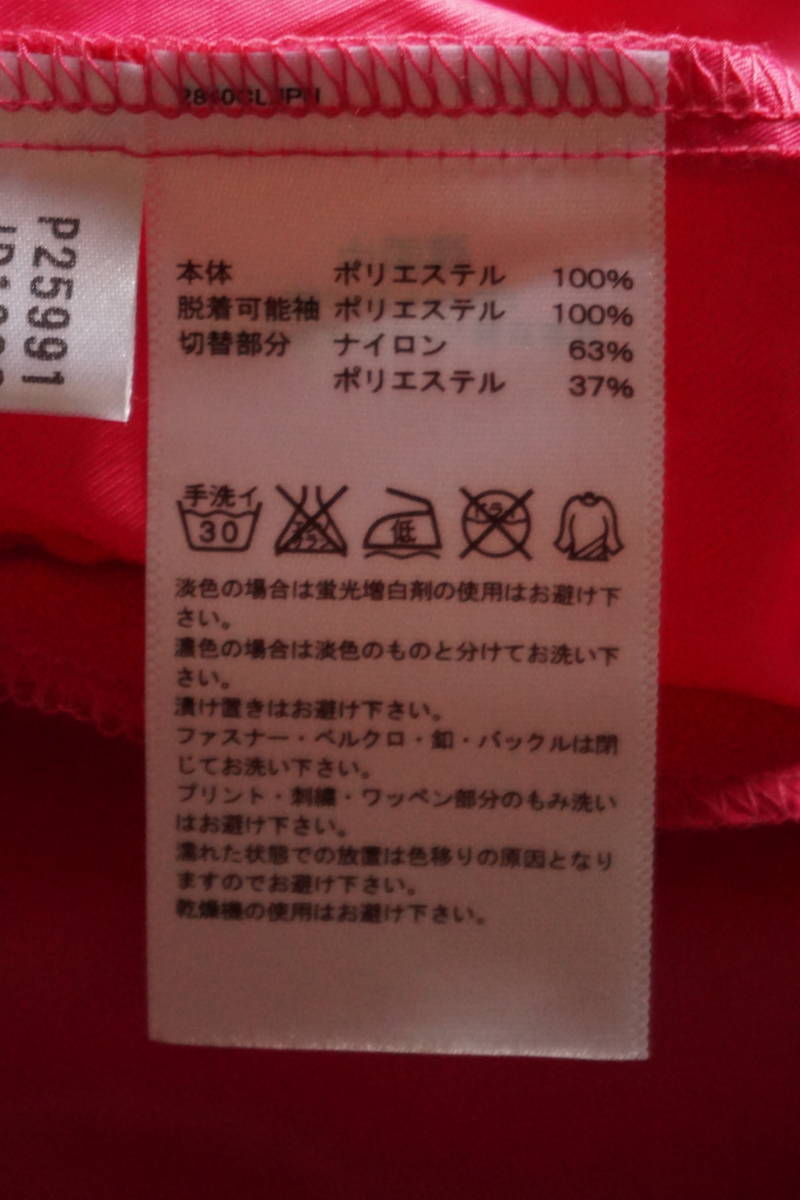 P25991
本体 ポリエステル 100%
脱着可能袖 ポリエステル 100%
切替部分 ナイロン 63%
ポリエステル 37%
手洗イ
30
低
淡色の場合は蛍光増白剤の使用はお避け下
さい。
濃色の場合は淡色のものと分けてお洗い下
さい。
漬け置きはお避け下さい。
ファスナー・ベルクロ・釦・バックルは閉
じてお洗い下さい。
プリント・刺繍・ワッペン部分のもみ洗い
はお避け下さい。
濡れた状態での放置は色移りの原因となり
ますのでお避け下さい。
乾燥機の使用はお避け下さい。